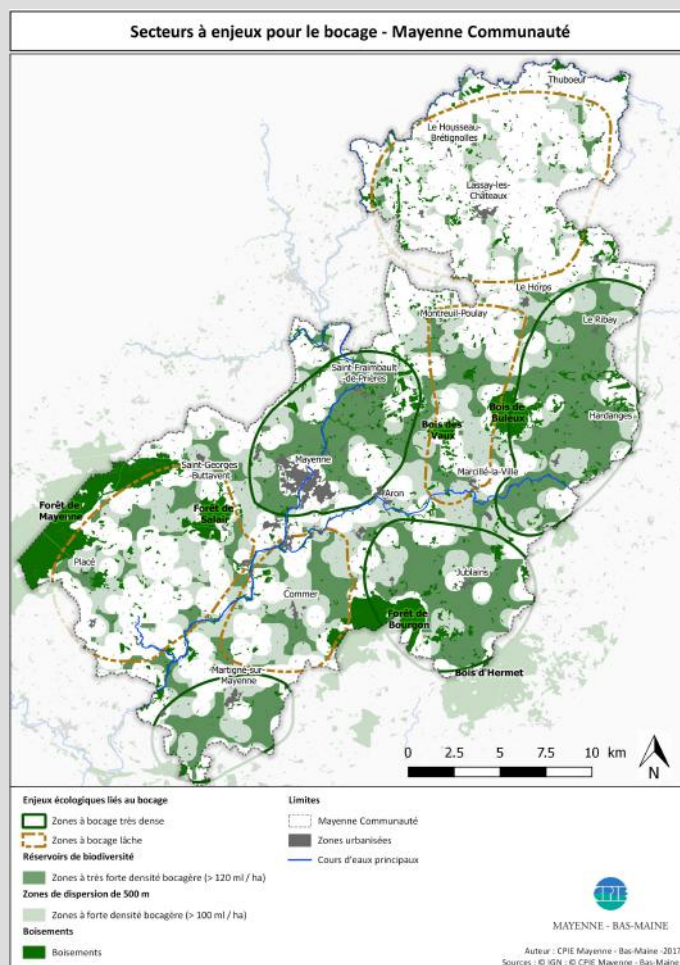 Secteurs à enjeux pour le bocage - Mayenne Communauté
Thuboeuf
Le Housseau-
Brétignolles
Lassay-les-
Châteaux
Le Horps
Montreuil-Poulay
Le Ribay
Saint-Fraimbault
-de-Prières
Bois de
Buleux
Hardanges
Bois des
Vaux
Mayenne
Saint-Georges
Buttavent
Marcillé-la-Ville
Aron
Forêt de
Mayenne
Forêt de
Salair
Placé
Jublains
Commer
Forêt de
Bourgon
Bois d'Hermet
Martigné-sur-
Mayenne
0 2.5 5 7.5 10 km
N
Enjeux écologiques liés au bocage
Zones à bocage très dense
Zones à bocage lâche
Réservoirs de biodiversité
Zones à très forte densité bocagère (> 120 ml / ha)
Zones de dispersion de 500 m
Zones à forte densité bocagère (> 100 ml / ha)
Boisements
Boisements
Limites
Mayenne Communauté
Zones urbanisées
Cours d'eaux principaux
CPIE
MAYENNE - BAS-MAINE
Auteur : CPIE Mayenne - Bas-Maine -2017
Sources : © IGN ; © CPIE Mayenne - Bas-Maine